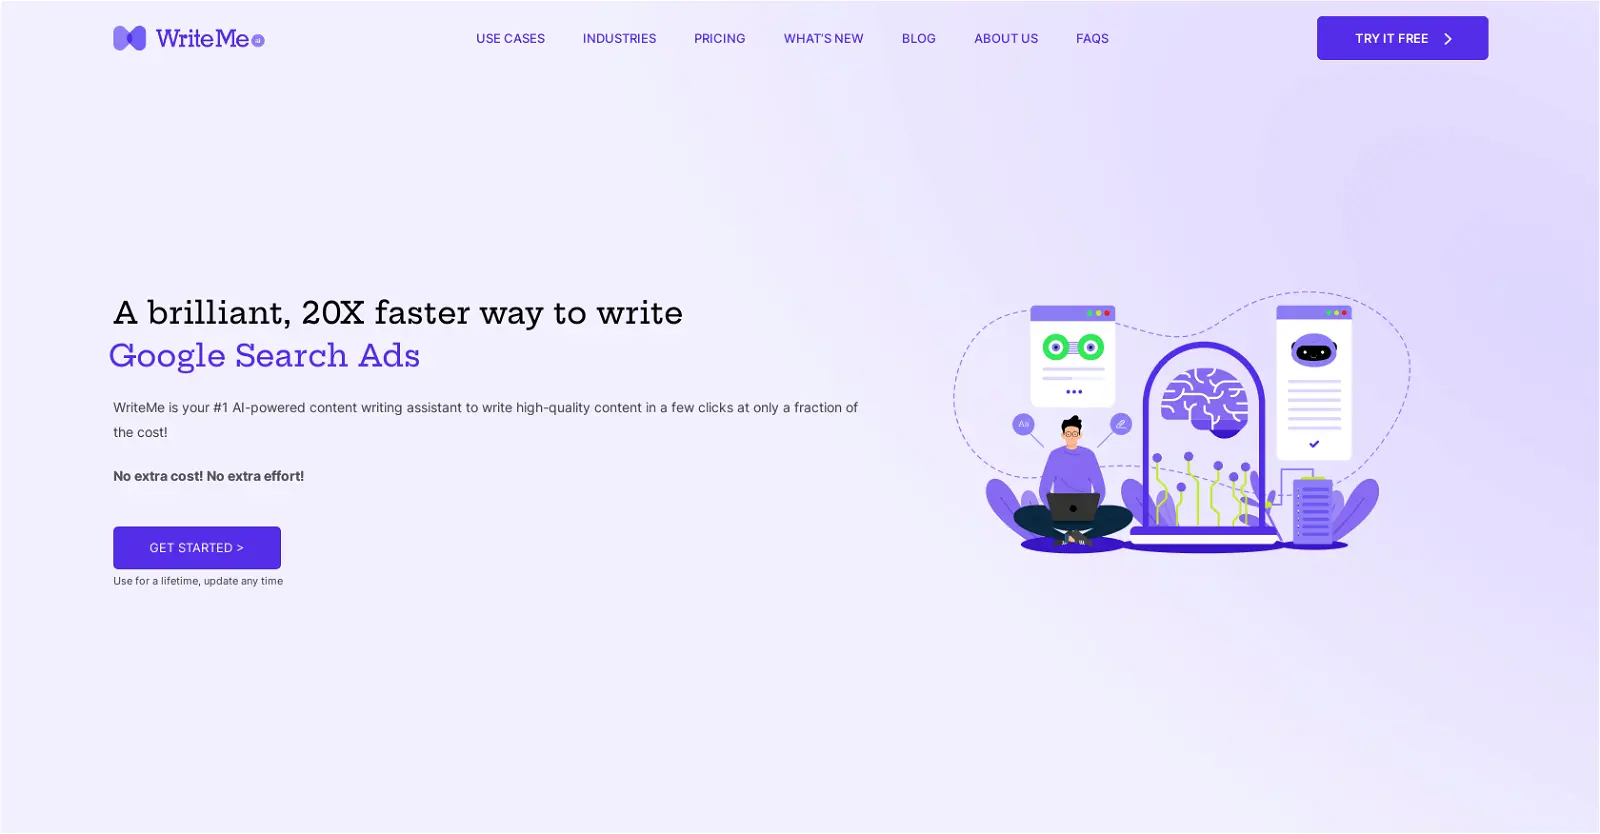 WriteMe ai
USE CASES
INDUSTRIES
PRICING
WHAT'S NEW
BLOG
ABOUT US
FAQS
TRY IT FREE
A brilliant, 20X faster way to write
Google Search Ads
WriteMe is your #1 AI-powered content writing assistant to write high-quality content in a few clicks at only a fraction of
the cost!
No extra cost! No extra effort!
GET STARTED >
Use for a lifetime, update any time
Aa